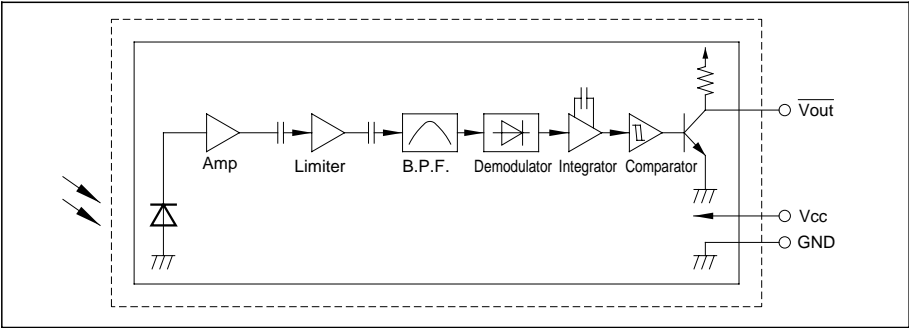 Vout
Amp
Limiter
B.P.F.
Demodulator
Integrator
Comparator
Vcc
GND